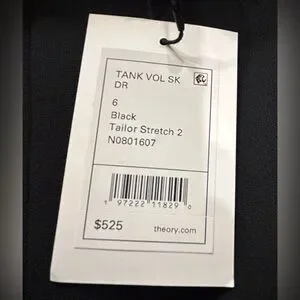 TANK VOL SK
DR
6
Black
Tailor Stretch 2
N0801607
1 97222 11829 0
$525
theory.com